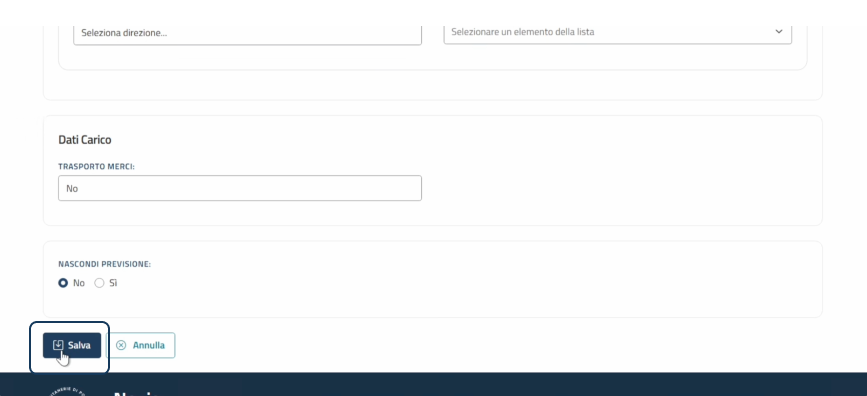 Seleziona direzione...
Selezionare un elemento della lista
Dati Carico
TRASPORTO MERCI:
No
NASCONDI PREVISIONE:
No
Sì
Salva
Annulla